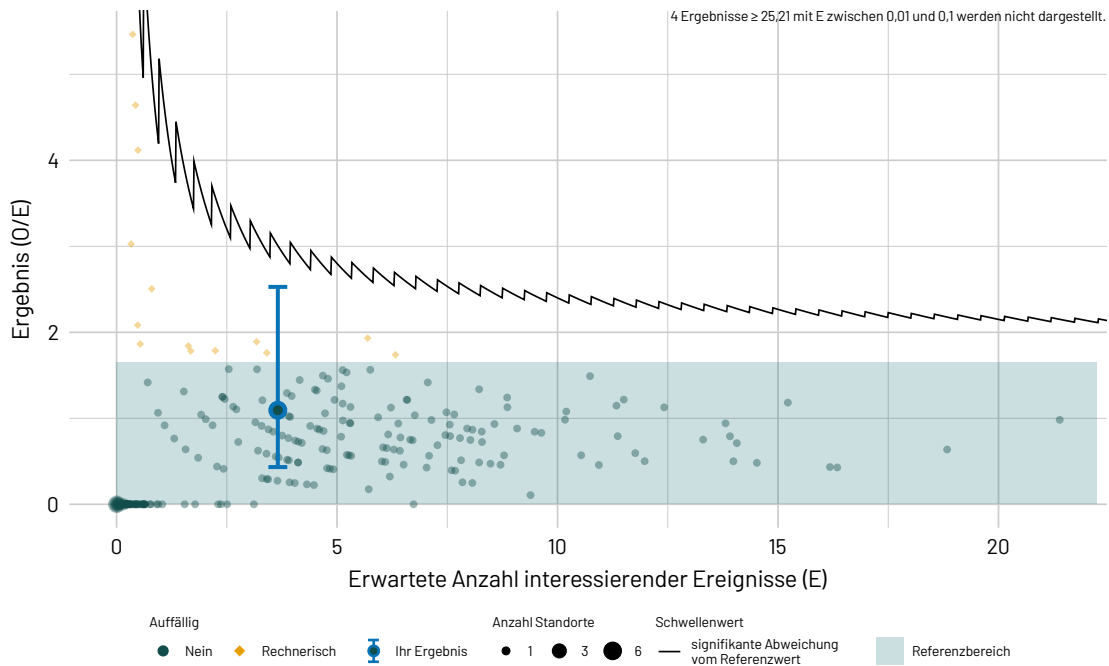 4 Ergebnisse ≥ 25,21 mit E zwischen 0,01 und 0,1 werden nicht dargestellt.
Ergebnis (O/E)
4
2
0
0 5 10 15 20
Erwartete Anzahl interessierender Ereignisse (E)
Auffällig Anzahl Standorte Schwellenwert
Nein Rechnerisch Ihr Ergebnis 1 3 6 signifikante Abweichung Referenzbereich
vom Referenzwert